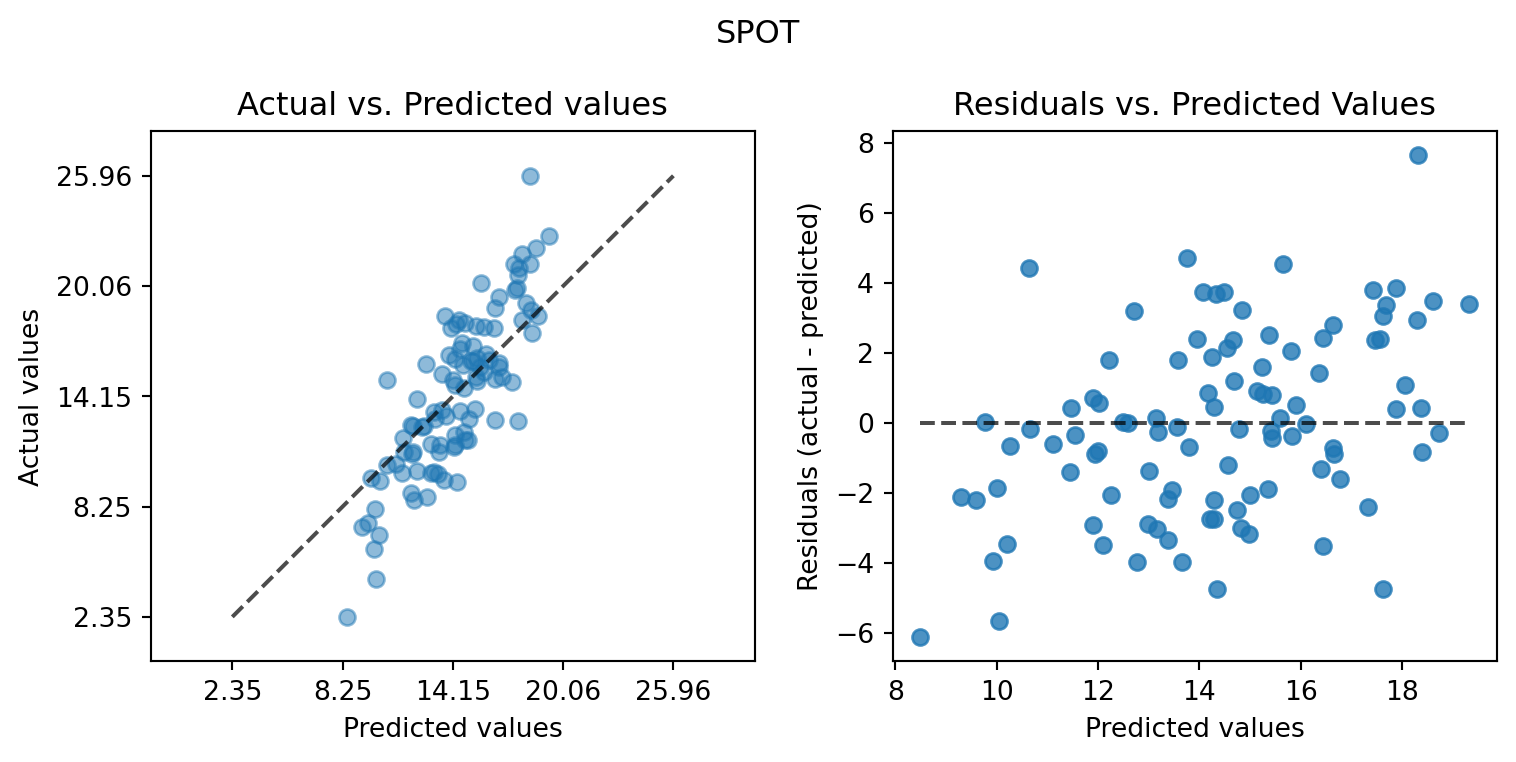 SPOT
Actual vs. Predicted values
Actual values
25.96
20.06
14.15
8.25
2.35
2.35 8.25 14.15 20.06 25.96
Predicted values
Residuals vs. Predicted Values
Residuals (actual - predicted)
8
6
4
2
0
−2
−4
−6
8 10 12 14 16 18
Predicted values